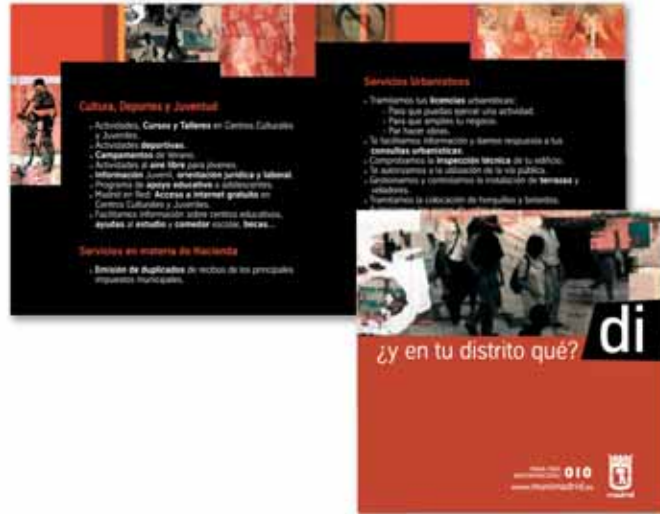 Cultura, Deportes y Juventud
Actividades, Cursos y Talleres en Centros Culturales
y Juveniles.
Actividades deportivas.
Campamentos de Verano.
Actividades al aire libre para jóvenes.
Información Juvenil, orientación jurídica y laboral.
Programa de apoyo educativo a adolescentes.
Madrid en Red: Acceso a internet gratuito en
Centros Culturales y Juveniles.
Facilitamos información sobre centros educativos,
ayudas al estudio y comedor escolar, becas...
Servicios en materia de Hacienda
Emisión de duplicados de recibos de los principales
impuestos municipales.
Servicios Urbanísticos
Tramitamos tus licencias urbanísticas:
- Para que puedas ejercer una actividad.
- Para que amplíes tu negocio.
- Par hacer obras.
Te facilitamos información y damos respuesta a tus
consultas urbanísticas.
Comprobamos la inspección técnica de tu edificio.
Te autorizamos a la utilización de la vía pública.
Gestionamos y controlamos la instalación de terrazas y
veladores.
Tramitamos la colocación de horquillas y bolardos.
di
¿y en tu distrito qué?
010
www.munimadrid.es
madrid